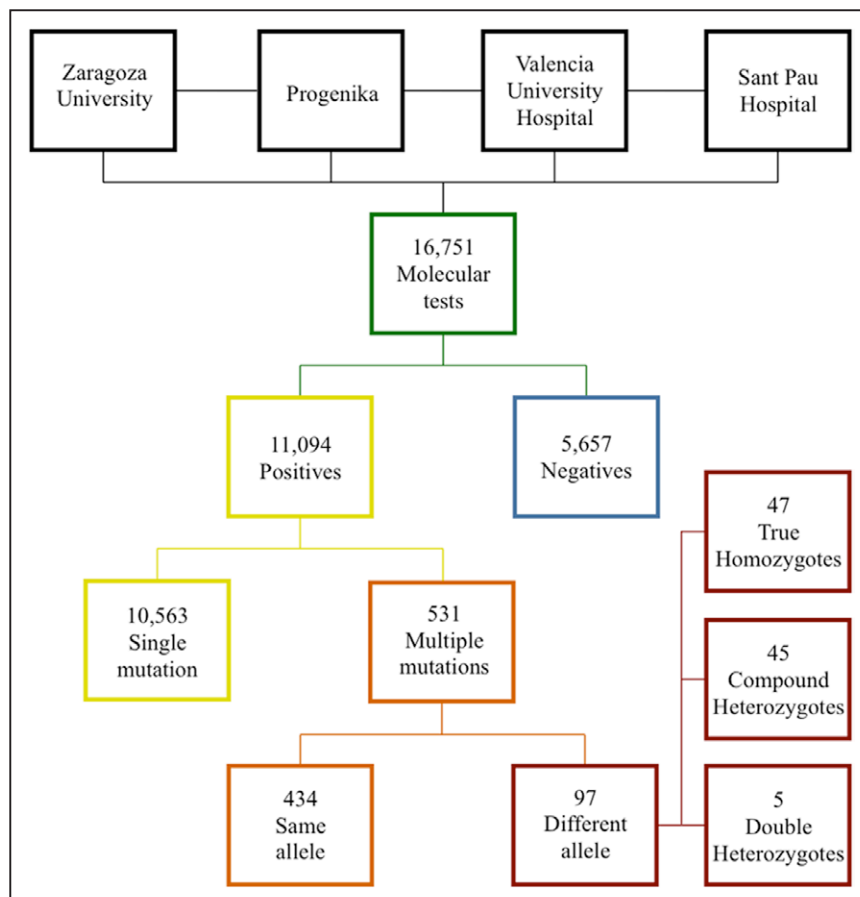 Zaragoza
University
Progenika
Valencia
University
Hospital
Sant Pau
Hospital
16,751
Molecular
tests
11,094
Positives
5,657
Negatives
47
True
Homozygotes
10,563
Single
mutation
531
Multiple
mutations
45
Compound
Heterozygotes
434
Same
allele
97
Different
allele
5
Double
Heterozygotes